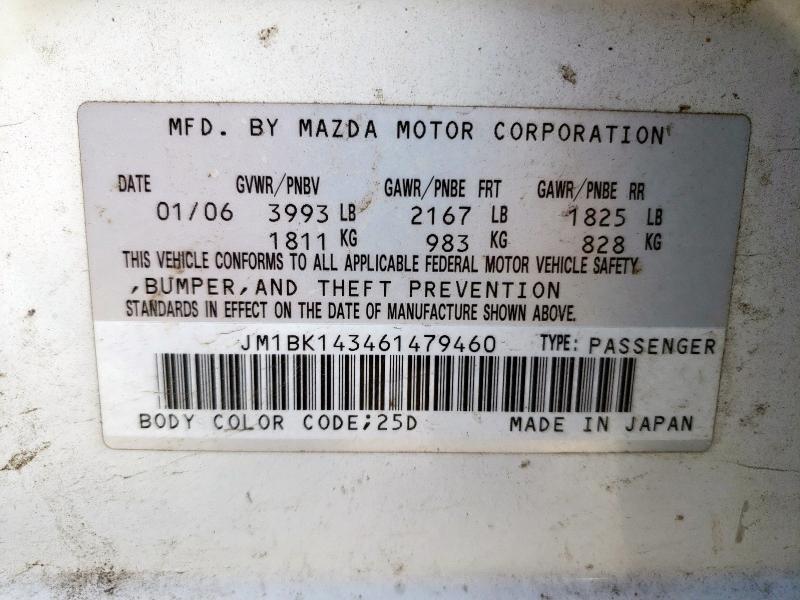 MFD. BY MAZDA MOTOR CORPORATION
DATE GVWR/PNBV GAWR/PNBE FRT GAWR/PNBE RR
01/06 3993 LB 2167 LB 1825 LB
1811 KG 983 KG 828 KG
THIS VEHICLE CONFORMS TO ALL APPLICABLE FEDERAL MOTOR VEHICLE SAFETY
,BUMPER,AND THEFT PREVENTION
STANDARDS IN EFFECT ON THE DATE OF MANUFACTURE SHOWN ABOVE.
JM1BK143461479460 TYPE: PASSENGER
BODY COLOR CODE;25D MADE IN JAPAN